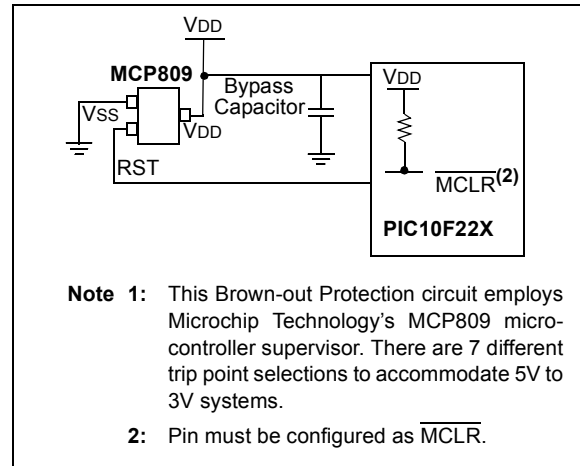 VDD
MCP809
Bypass
Capacitor
VDD
VSS
VDD
RST
MCLR(2)
PIC10F22X
Note 1: This Brown-out Protection circuit employs
Microchip Technology's MCP809 micro-
controller supervisor. There are 7 different
trip point selections to accommodate 5V to
3V systems.
2: Pin must be configured as MCLR.